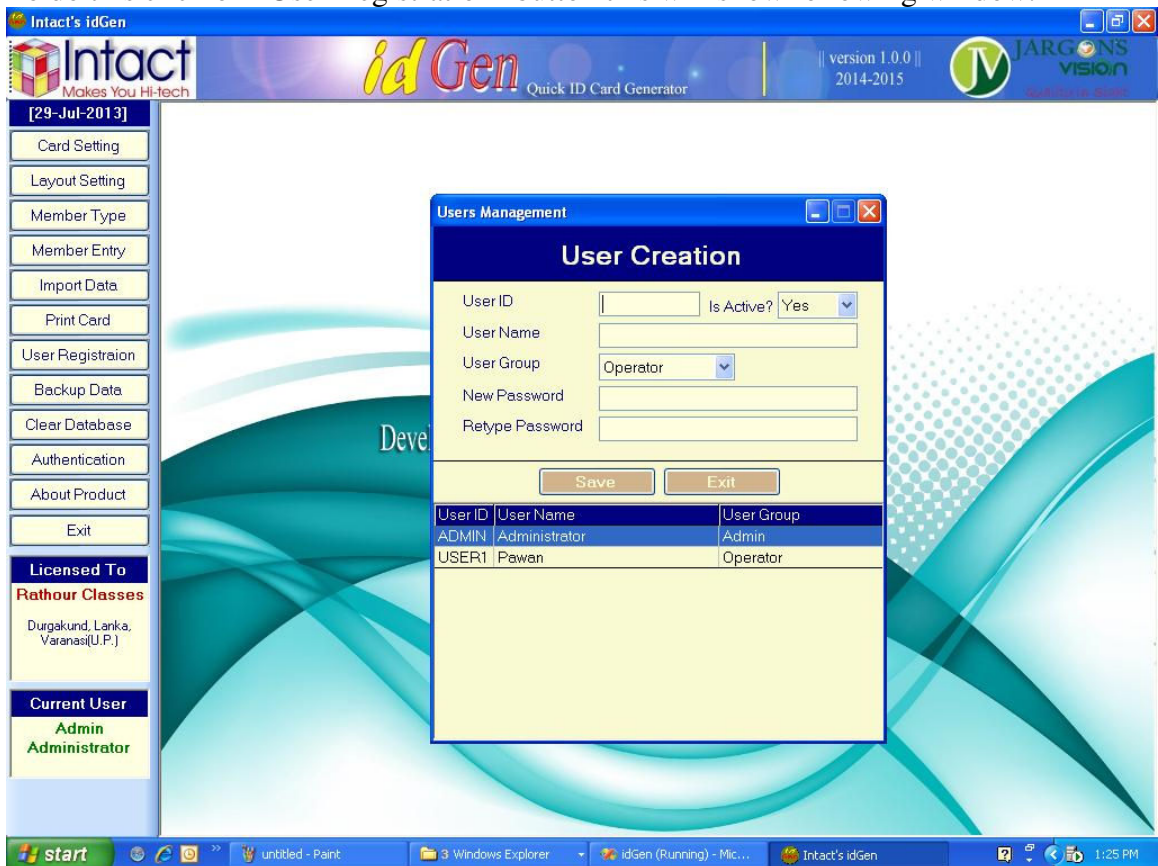 Intact's idGen
Intact
Makes You Hi-tech
id Gen
Quick ID Card Generator
|| version 1.0.0 ||
2014-2015
JV
JARGONS
VISION
[29-Jul-2013]
Card Setting
Layout Setting
Member Type
Member Entry
Import Data
Print Card
User Registraion
Backup Data
Clear Database
Authentication
About Product
Exit
Licensed To
Rathour Classes
Durgakund, Lanka,
Varanasi(U.P.)
Current User
Admin
Administrator
Deve
Users Management
User Creation
User ID Is Active? Yes
User Name
User Group Operator
New Password
Retype Password
Save Exit
User ID User Name User Group
ADMIN Administrator Admin
USER1 Pawan Operator
start untitled - Paint 3 Windows Explorer idGen (Running) - Mic... Intact's idGen 1:25 PM